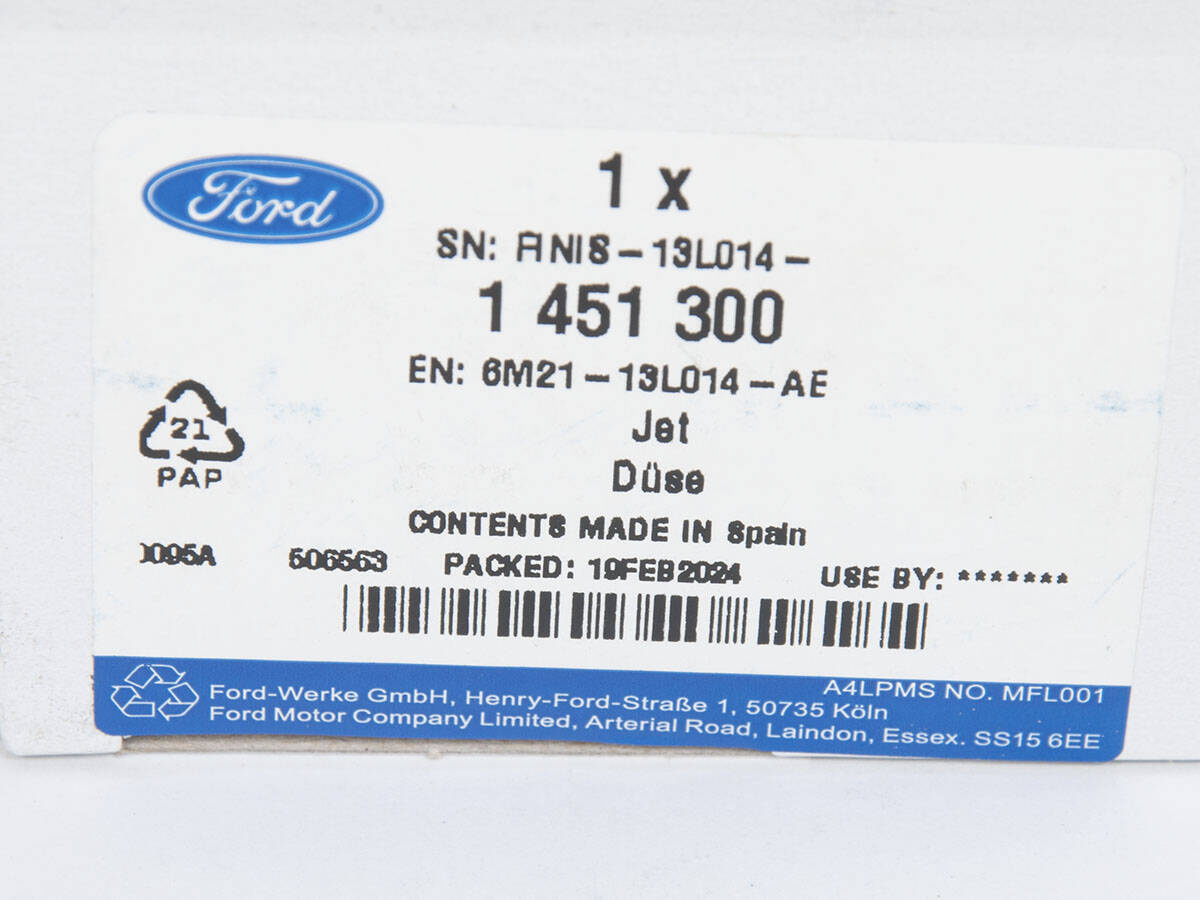 Ford
1 x
SN: FINIS-13L014-
1 451 300
EN: 6M21-13L014-AE
Jet
Düse
21
PAP
CONTENTS MADE IN Spain
506563 PACKED: 19FEB2024 USE BY: *******
A4LPMS NO. MFL001
Ford-Werke GmbH, Henry-Ford-Straße 1, 50735 Köln
Ford Motor Company Limited, Arterial Road, Laindon, Essex. SS15 6EE